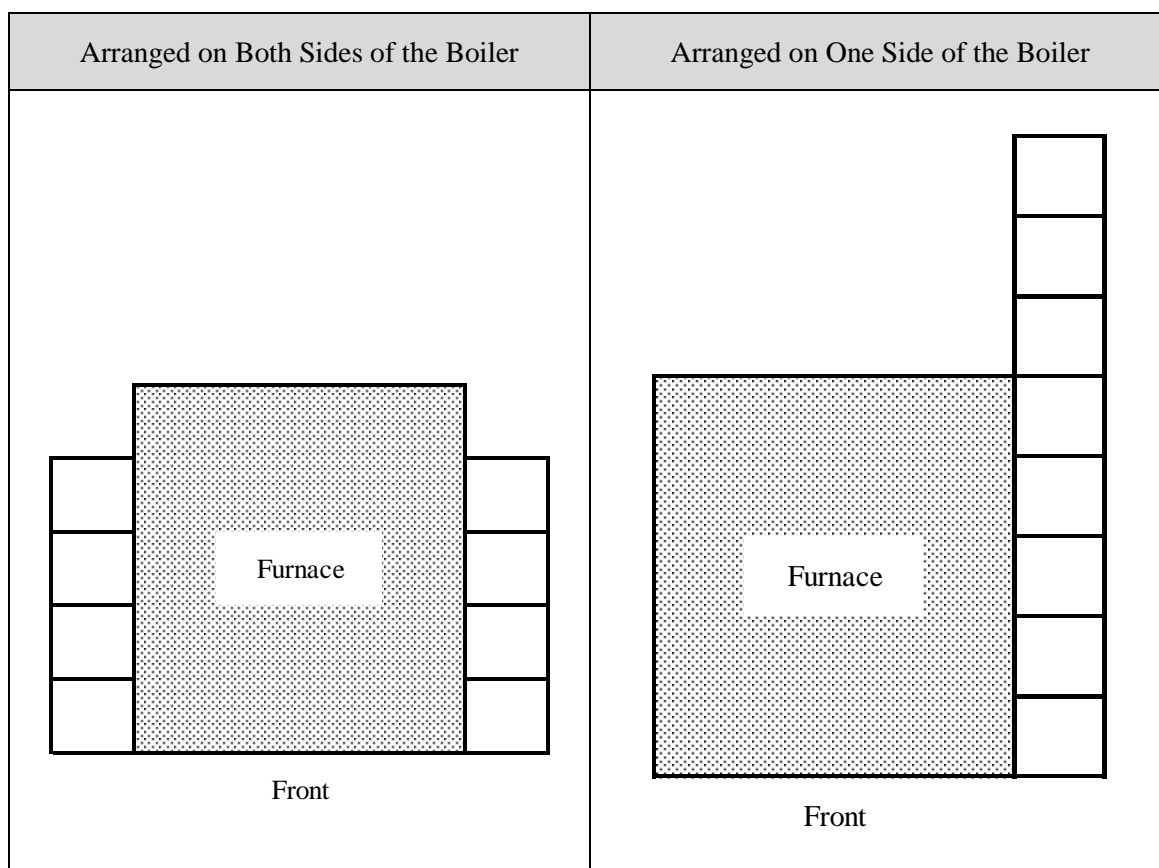 Arranged on Both Sides of the Boiler
Arranged on One Side of the Boiler
Furnace
Front
Furnace
Front